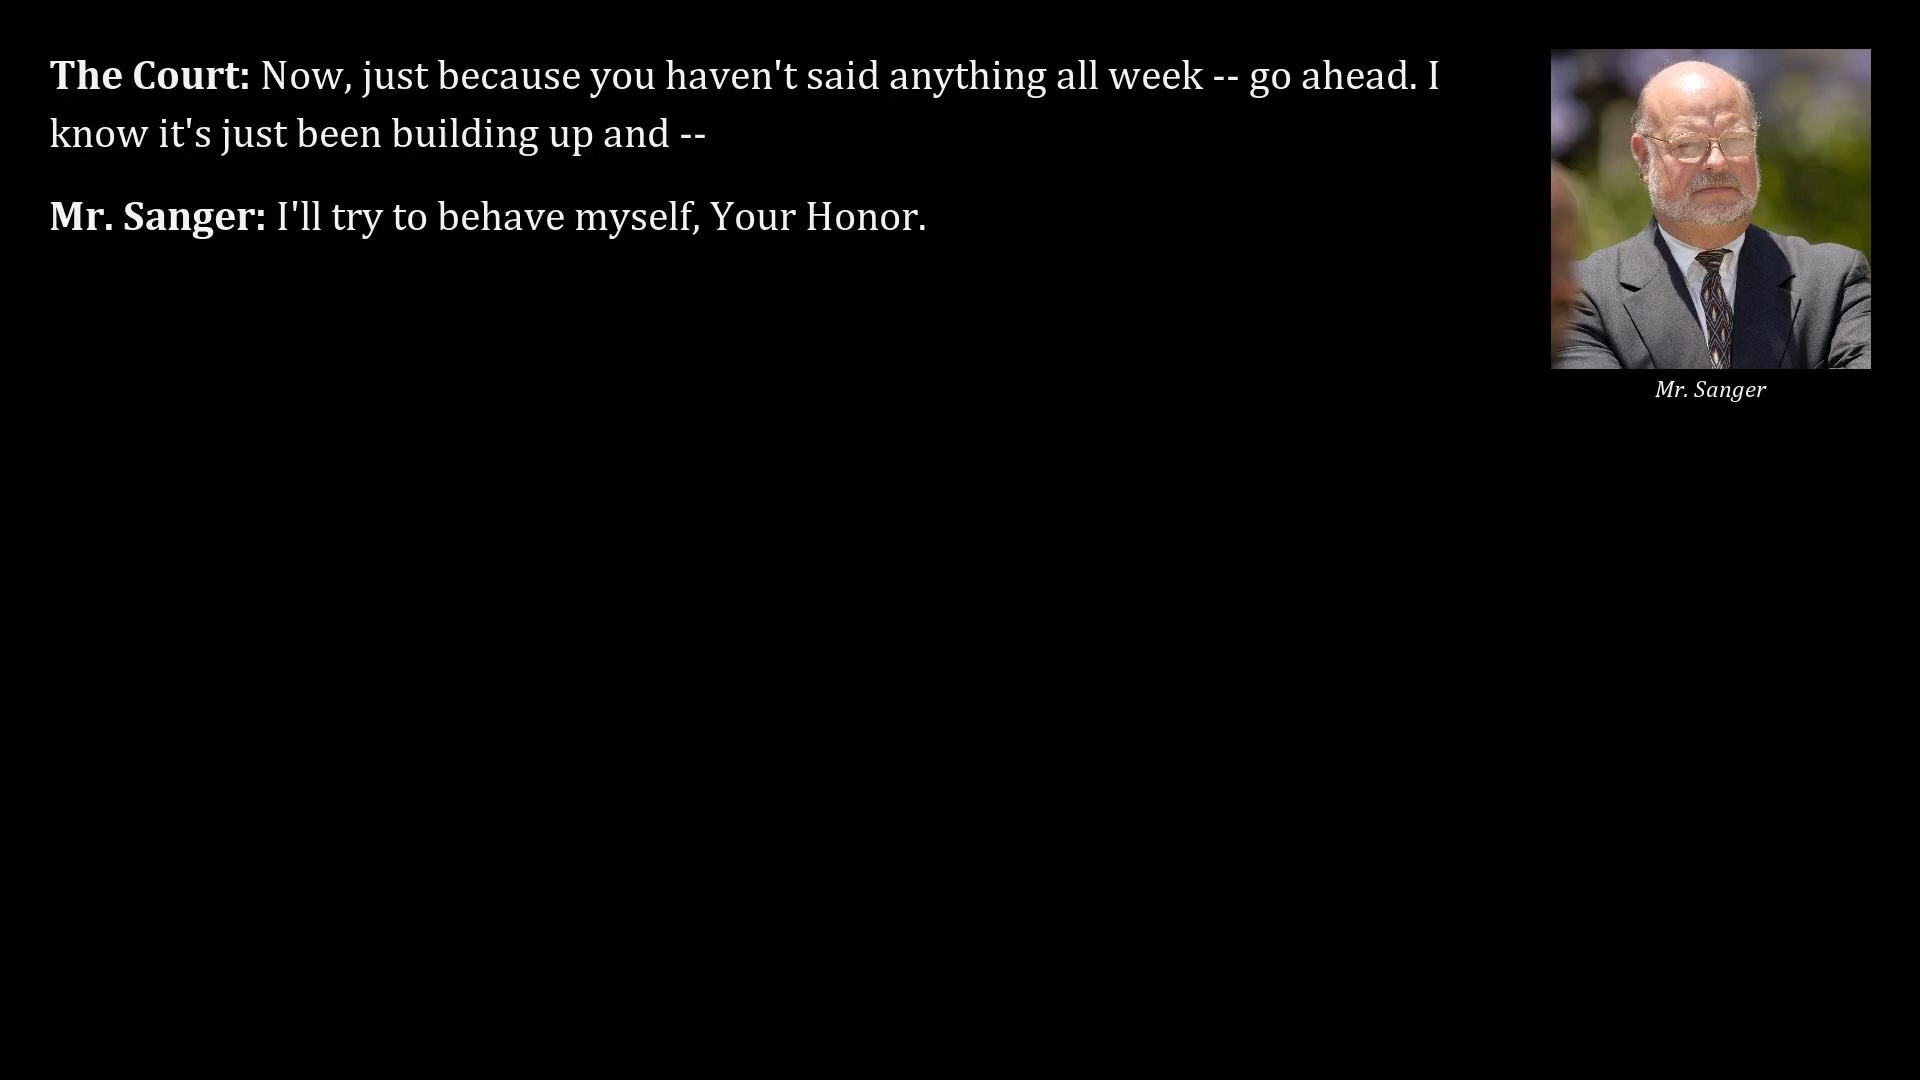 The Court: Now, just because you haven't said anything all week -- go ahead. I
know it's just been building up and --
Mr. Sanger: I'll try to behave myself, Your Honor.
Mr. Sanger